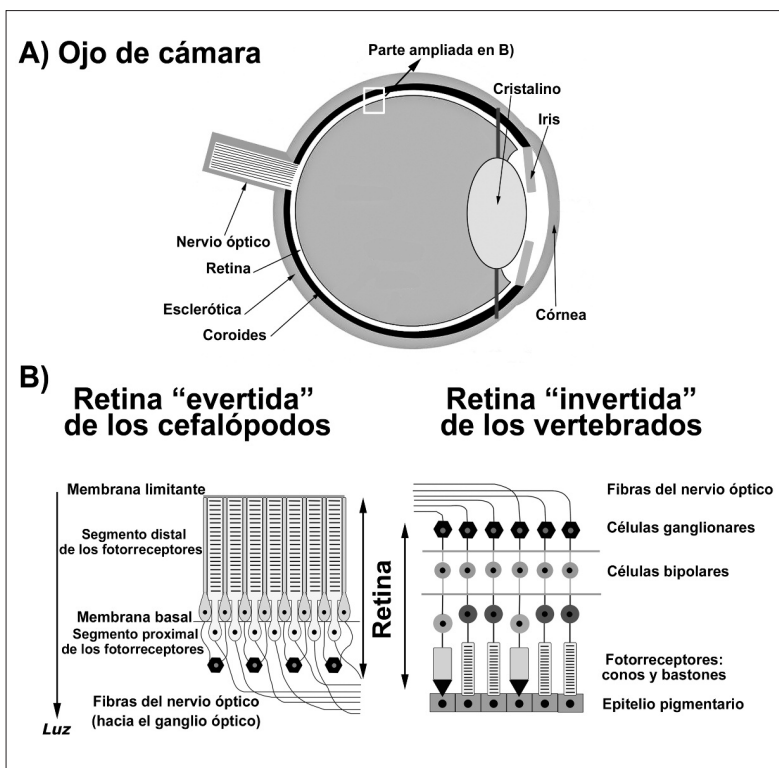 A) Ojo de cámara
Parte ampliada en B)
Cristalino
Iris
Nervio óptico
Retina
Esclerótica
Coroides
Córnea
B)
Retina “evertida”
de los cefalópodos
Retina “invertida”
de los vertebrados
Membrana limitante
Segmento distal
de los fotorreceptores
Membrana basal
Segmento proximal
de los fotorreceptores
Fibras del nervio óptico
(hacia el ganglio óptico)
Luz
Retina
Fibras del nervio óptico
Células ganglionares
Células bipolares
Fotorreceptores:
conos y bastones
Epitelio pigmentario